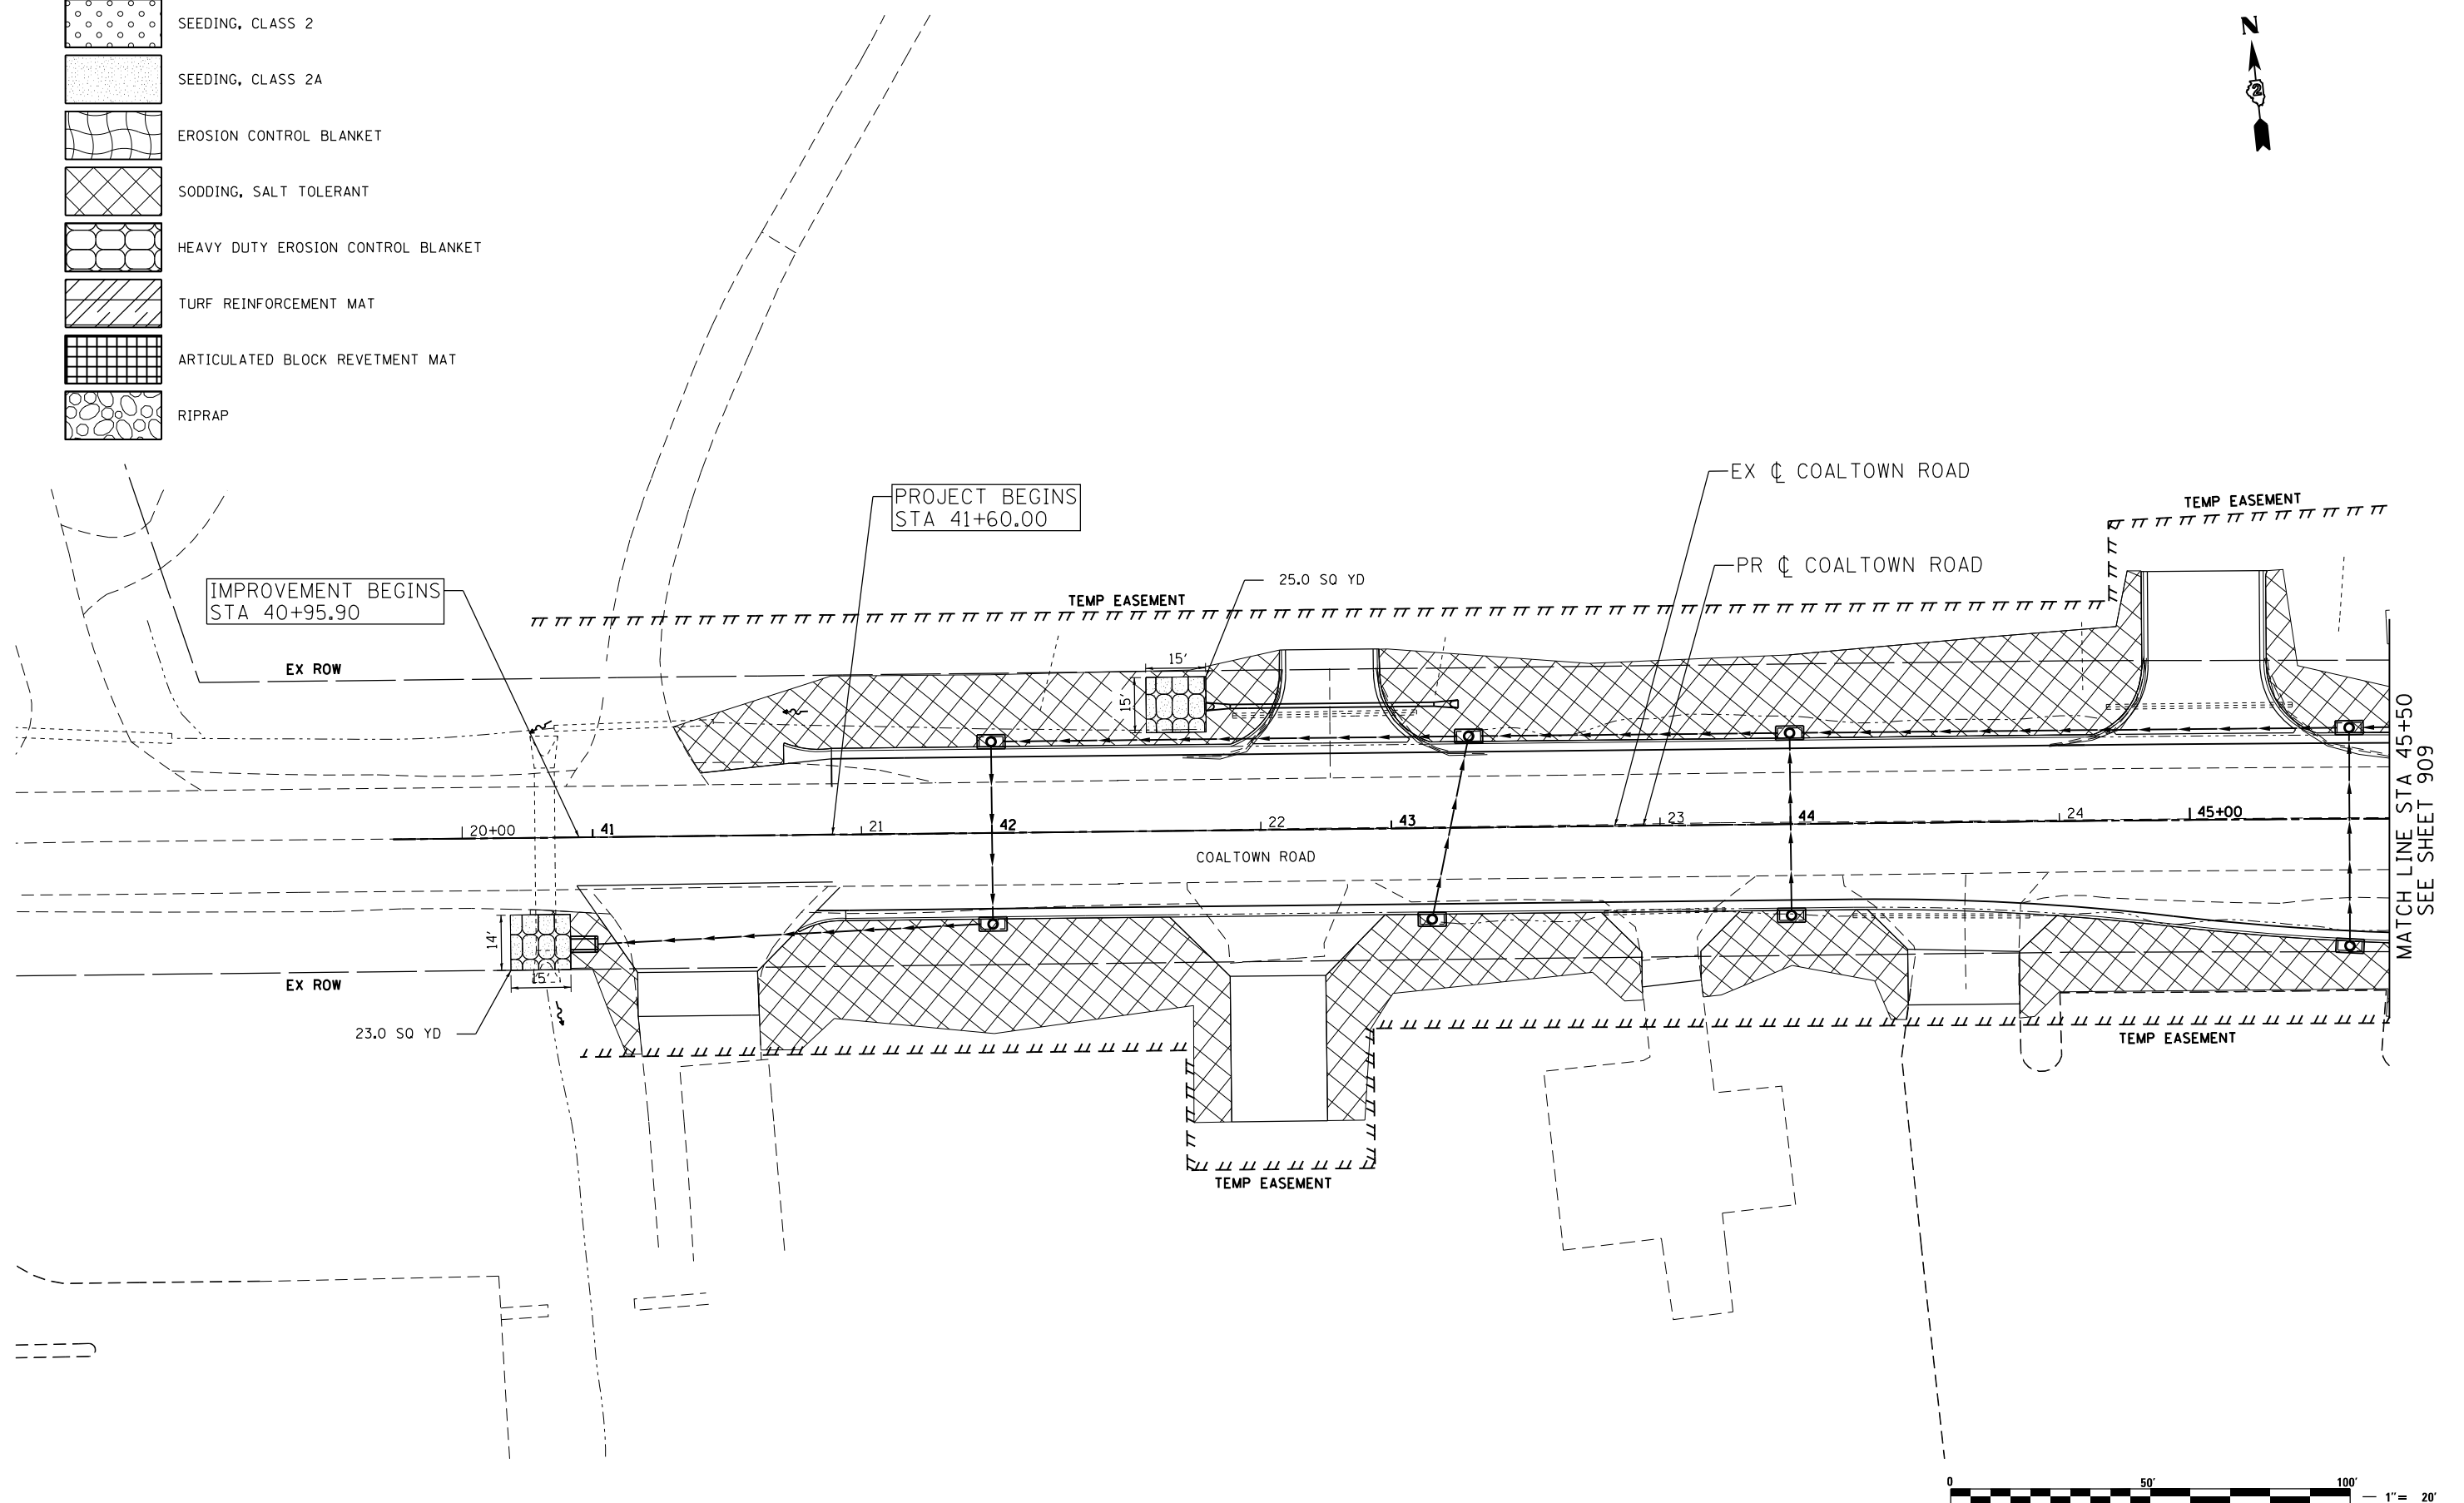 SEEDING, CLASS 2
SEEDING, CLASS 2A
EROSION CONTROL BLANKET
SODDING, SALT TOLERANT
HEAVY DUTY EROSION CONTROL BLANKET
TURF REINFORCEMENT MAT
ARTICULATED BLOCK REVETMENT MAT
RIPRAP
N
2
EX ℄ COALTOWN ROAD
PROJECT BEGINS
STA 41+60.00
TEMP EASEMENT
PR ℄ COALTOWN ROAD
25.0 SQ YD
IMPROVEMENT BEGINS
STA 40+95.90
TEMP EASEMENT
EX ROW
15'
15'
20+00
41
21
42
22
43
23
44
24
45+00
COALTOWN ROAD
MATCH LINE STA 45+50
SEE SHEET 909
14'
15'
EX ROW
23.0 SQ YD
TEMP EASEMENT
TEMP EASEMENT
0
50'
100'
1"= 20'